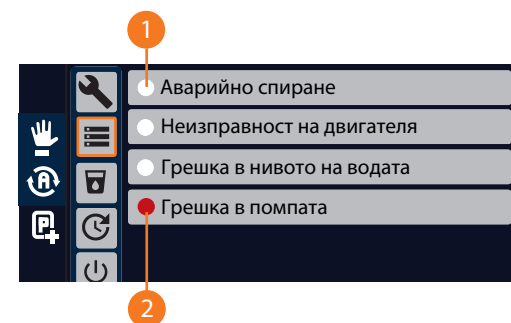 1
Аварийно спиране
Неизправност на двигателя
Грешка в нивото на водата
Грешка в помпата
A
P
2